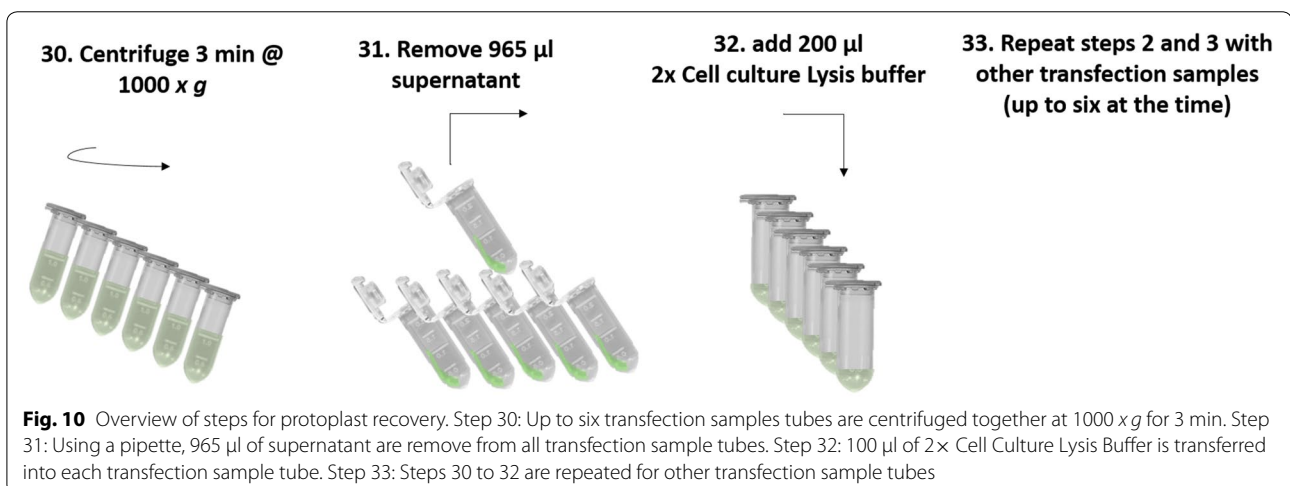 30. Centrifuge 3 min @
1000 x g
31. Remove 965 µl
supernatant
32. add 200 µl
2x Cell culture Lysis buffer
33. Repeat steps 2 and 3 with
other transfection samples
(up to six at the time)
Fig. 10 Overview of steps for protoplast recovery. Step 30: Up to six transfection samples tubes are centrifuged together at 1000 x g for 3 min. Step
31: Using a pipette, 965 µl of supernatant are remove from all transfection sample tubes. Step 32: 100 µl of 2× Cell Culture Lysis Buffer is transferred
into each transfection sample tube. Step 33: Steps 30 to 32 are repeated for other transfection sample tubes